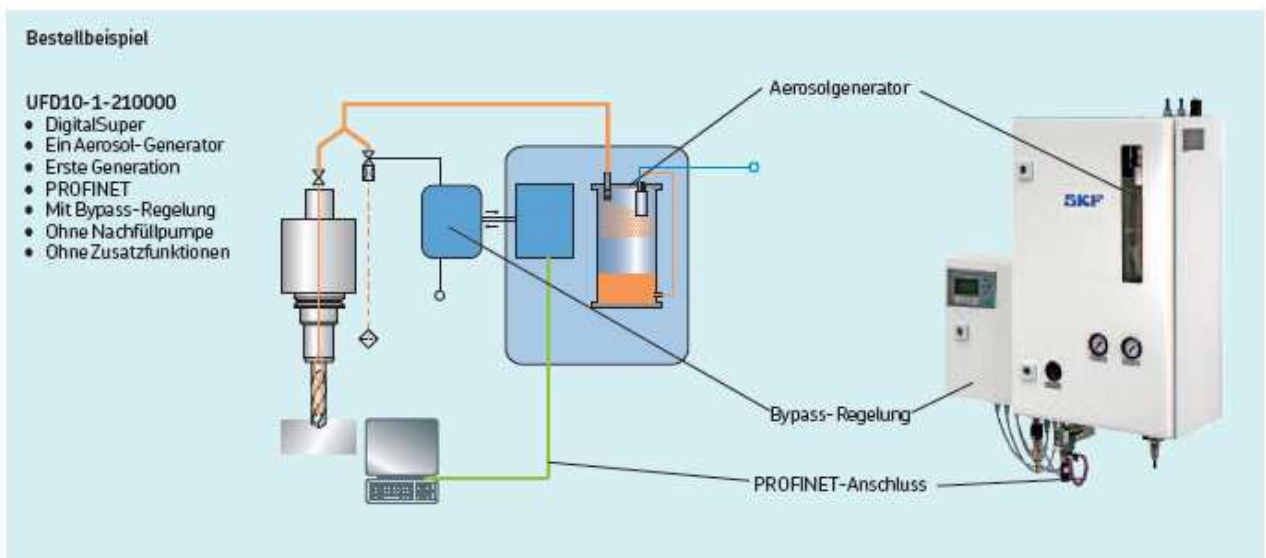 Bestellbeispiel
UFD10-1-210000
• DigitalSuper
• Ein Aerosol-Generator
• Erste Generation
• PROFINET
• Mit Bypass-Regelung
• Ohne Nachfüllpumpe
• Ohne Zusatzfunktionen
Aerosolgenerator
SKF
Bypass-Regelung
PROFINET-Anschluss